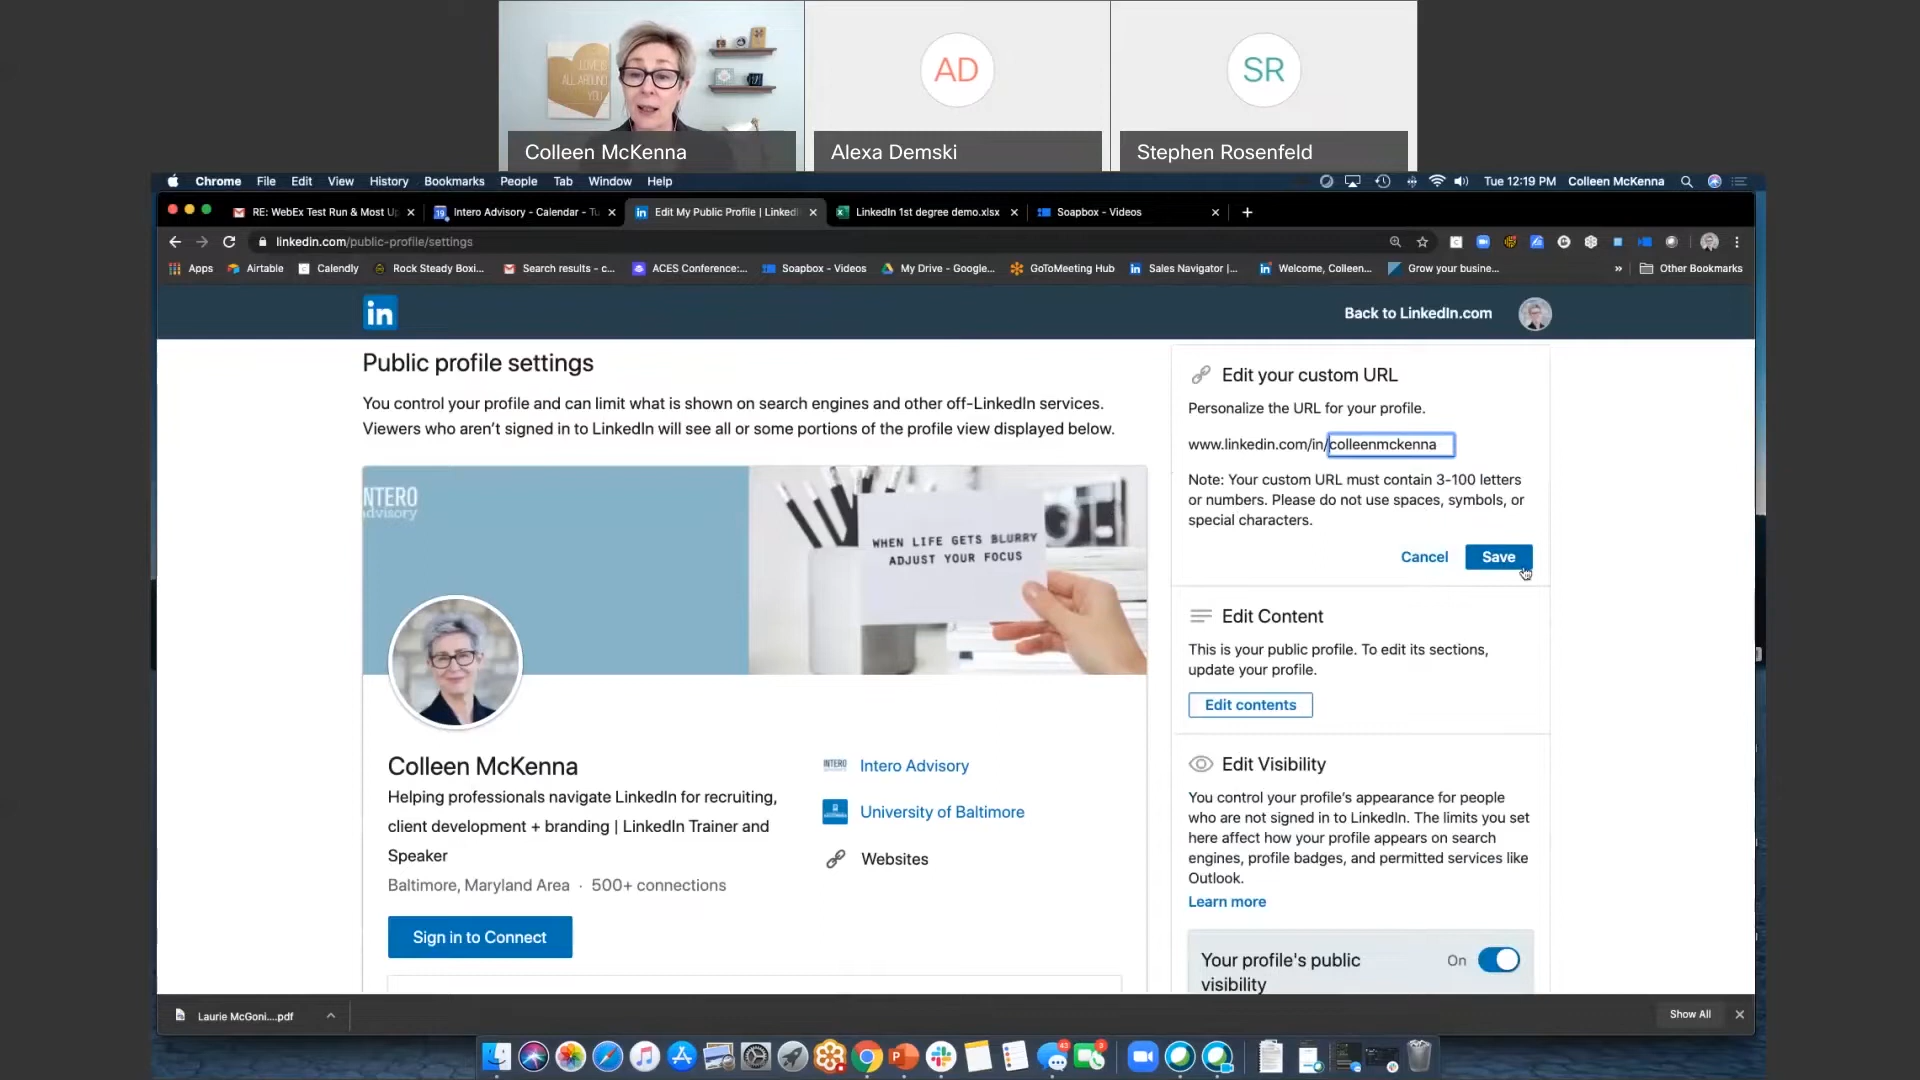 LOVE IS
ALL AROUND
YOU
AD
SR
Colleen McKenna
Alexa Demski
Stephen Rosenfeld
Chrome File Edit View History Bookmarks People Tab Window Help
Tue 12:19 PM Colleen McKenna
RE: WebEx Test Run & Most Up
19
Intero Advisory - Calendar - Tu
in
Edit My Public Profile | LinkedI
LinkedIn 1st degree demo.xlsx
Soapbox - Videos
linkedin.com/public-profile/settings
Apps
Airtable
Calendly
Rock Steady Boxi...
Search results - c...
ACES Conference:...
Soapbox - Videos
My Drive - Google...
GoToMeeting Hub
Sales Navigator |...
Welcome, Colleen...
Grow your busine...
»
Other Bookmarks
in
Back to LinkedIn.com
Public profile settings
You control your profile and can limit what is shown on search engines and other off-LinkedIn services.
Viewers who aren't signed in to LinkedIn will see all or some portions of the profile view displayed below.
INTERO
advisory
WHEN LIFE GETS BLURRY
ADJUST YOUR FOCUS
Colleen McKenna
Helping professionals navigate LinkedIn for recruiting,
client development + branding | LinkedIn Trainer and
Speaker
Baltimore, Maryland Area · 500+ connections
Sign in to Connect
INTERO
Intero Advisory
University of Baltimore
Websites
Edit your custom URL
Personalize the URL for your profile.
www.linkedin.com/in/colleenmckenna
Note: Your custom URL must contain 3-100 letters
or numbers. Please do not use spaces, symbols, or
special characters.
Cancel
Save
Edit Content
This is your public profile. To edit its sections,
update your profile.
Edit contents
Edit Visibility
You control your profile's appearance for people
who are not signed in to LinkedIn. The limits you set
here affect how your profile appears on search
engines, profile badges, and permitted services like
Outlook.
Learn more
Your profile's public
visibility
On
Laurie McGoni....pdf
Show All
43
3